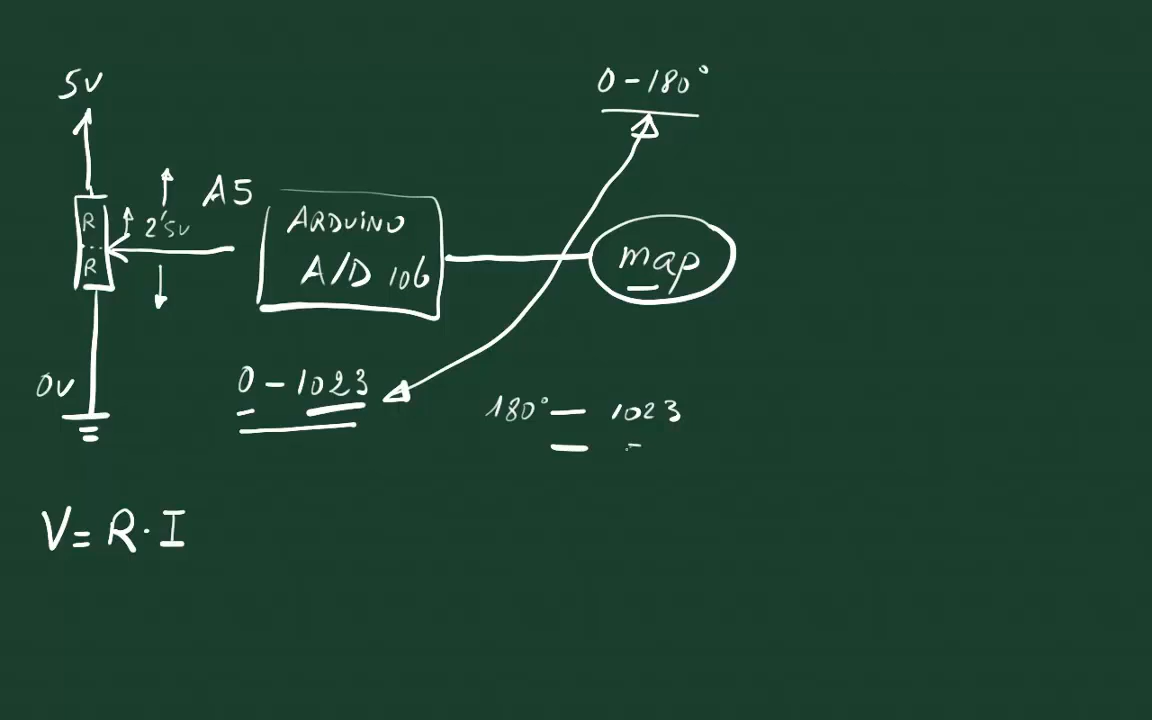 5V
0-180°
R
2'5V
A5
ARDUINO
A/D 10b
R
map
0V
0-1023
180° — 1023
V= R·I